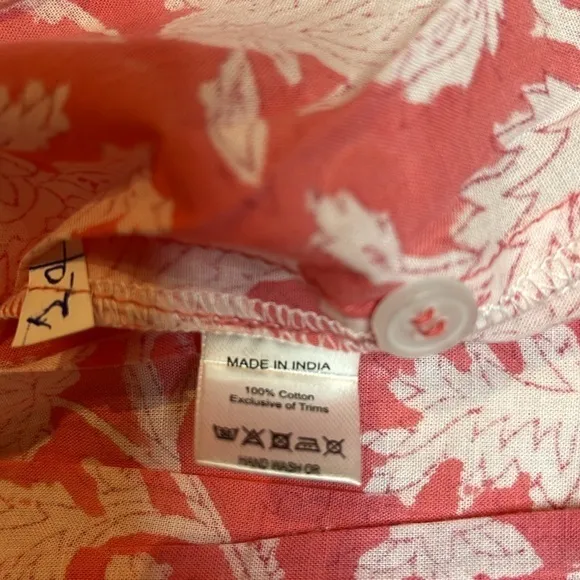 MADE IN INDIA
100% Cotton
Exclusive of Trims
HAND WASH OR